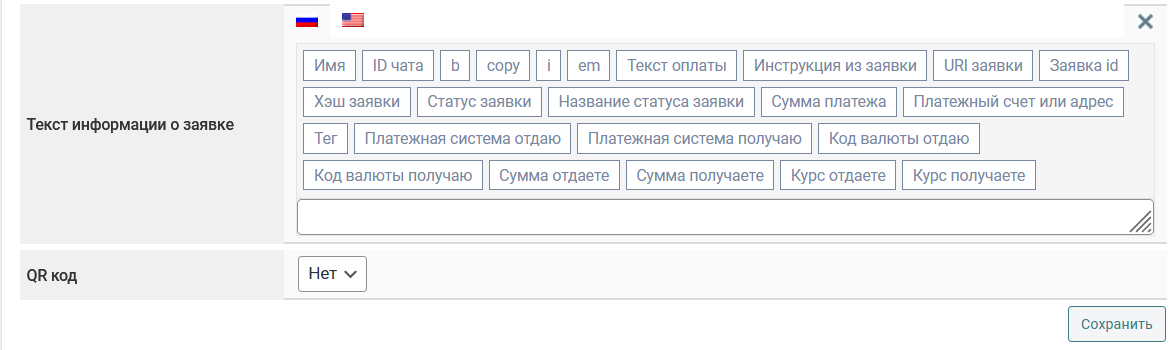 Имя ID чата b copy i em Текст оплаты Инструкция из заявки URI заявки Заявка id
Хэш заявки Статус заявки Название статуса заявки Сумма платежа Платежный счет или адрес
Текст информации о заявке
Тег Платежная система отдаю Платежная система получаю Код валюты отдаю
Код валюты получаю Сумма отдаете Сумма получаете Курс отдаете Курс получаете
QR код Нет
Сохранить